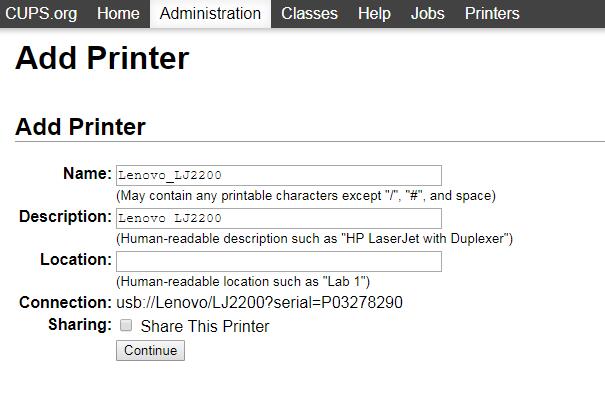 CUPS.org Home Administration Classes Help Jobs Printers
Add Printer
Add Printer
Name: Lenovo_LJ2200
(May contain any printable characters except "/", "#", and space)
Description: Lenovo LJ2200
(Human-readable description such as "HP LaserJet with Duplexer")
Location:
(Human-readable location such as "Lab 1")
Connection: usb://Lenovo/LJ2200?serial=P03278290
Sharing: Share This Printer
Continue